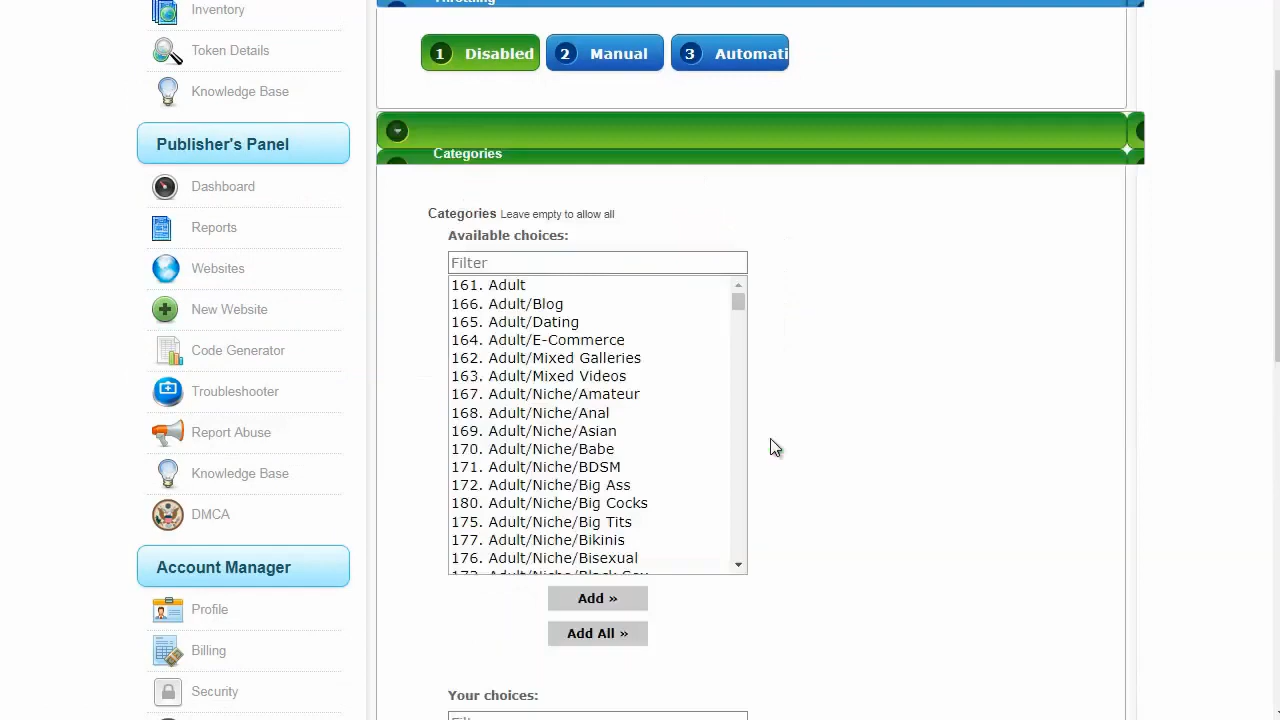 Throttling
Inventory
Token Details
1 Disabled
2 Manual
3 Automati
Knowledge Base
Publisher's Panel
Categories
Dashboard
Categories Leave empty to allow all
Reports
Available choices:
Filter
Websites
161. Adult
166. Adult/Blog
New Website
165. Adult/Dating
164. Adult/E-Commerce
Code Generator
162. Adult/Mixed Galleries
163. Adult/Mixed Videos
Troubleshooter
167. Adult/Niche/Amateur
168. Adult/Niche/Anal
Report Abuse
169. Adult/Niche/Asian
170. Adult/Niche/Babe
171. Adult/Niche/BDSM
Knowledge Base
172. Adult/Niche/Big Ass
180. Adult/Niche/Big Cocks
DMCA
175. Adult/Niche/Big Tits
177. Adult/Niche/Bikinis
176. Adult/Niche/Bisexual
Account Manager
Add »
Profile
Add All »
Billing
Security
Your choices:
Filter